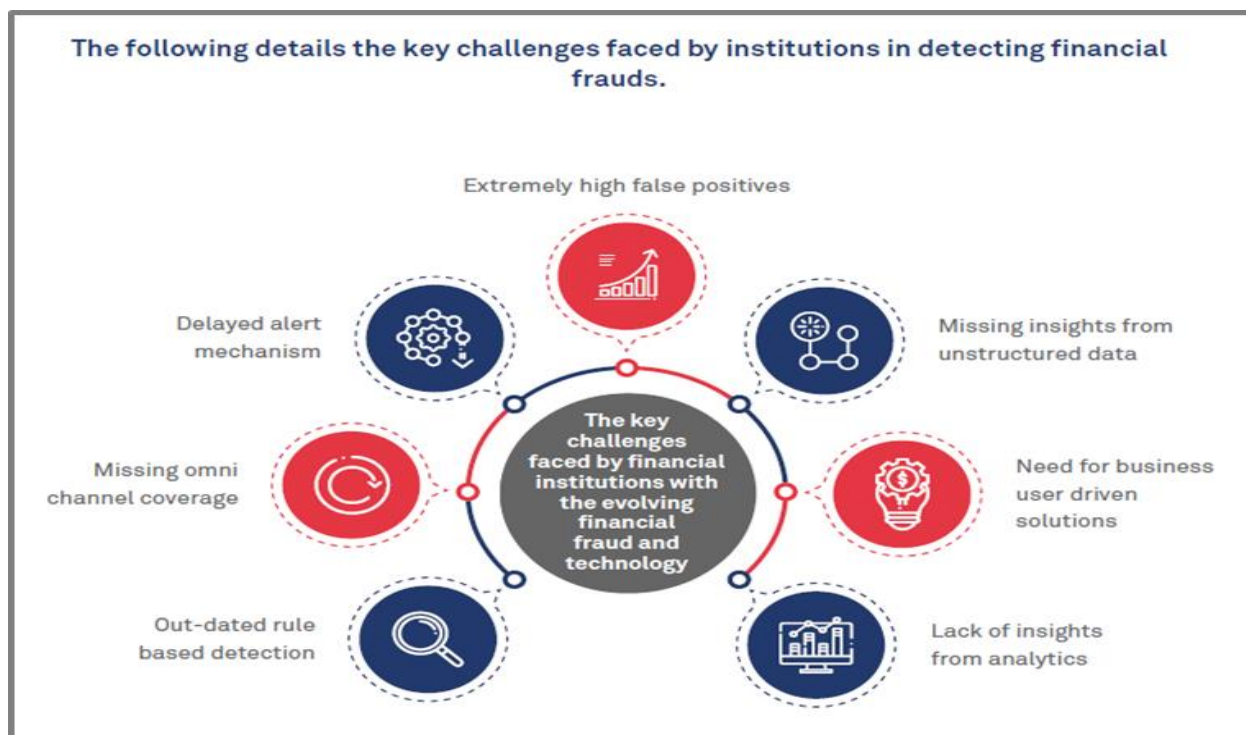 The following details the key challenges faced by institutions in detecting financial
frauds.
Extremely high false positives
Delayed alert
mechanism
Missing insights from
unstructured data
Missing omni
channel coverage
The key
challenges
faced by financial
institutions with
the evolving
financial
fraud and
technology
Need for business
user driven
solutions
Out-dated rule
based detection
Lack of insights
from analytics
$